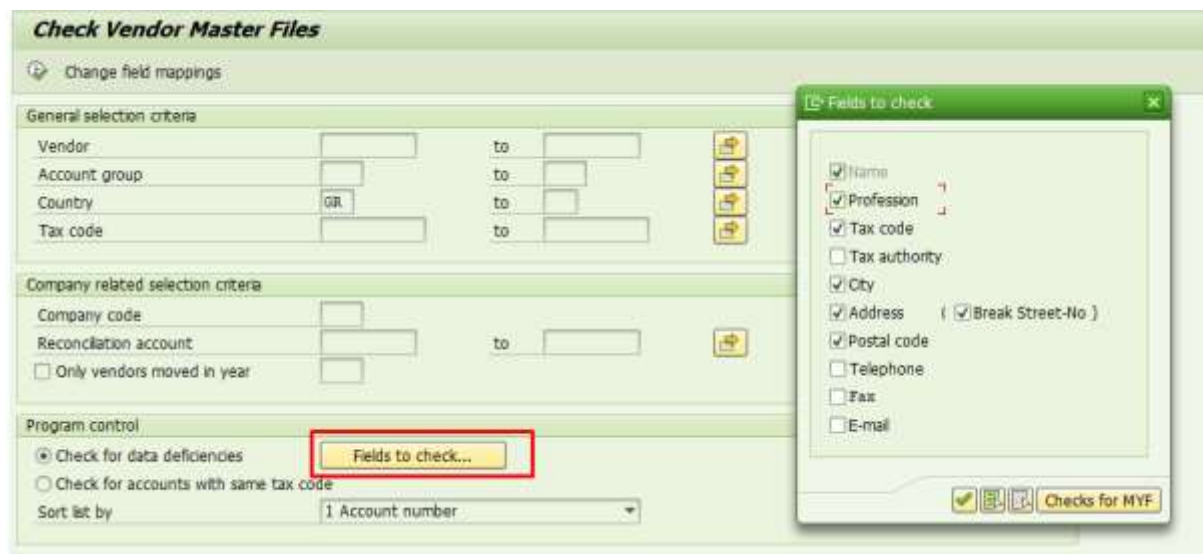 Check Vendor Master Files
Change field mappings
General selection criteria
Vendor to
Account group to
Country GR to
Tax code to
Company related selection criteria
Company code
Reconciliation account to
Only vendors moved in year
Program control
Check for data deficiencies Fields to check...
Check for accounts with same tax code
Sort list by 1 Account number
Fields to check
Name
Profession
Tax code
Tax authority
City
Address ( Break Street-No )
Postal code
Telephone
Fax
E-mail
Checks for MYF